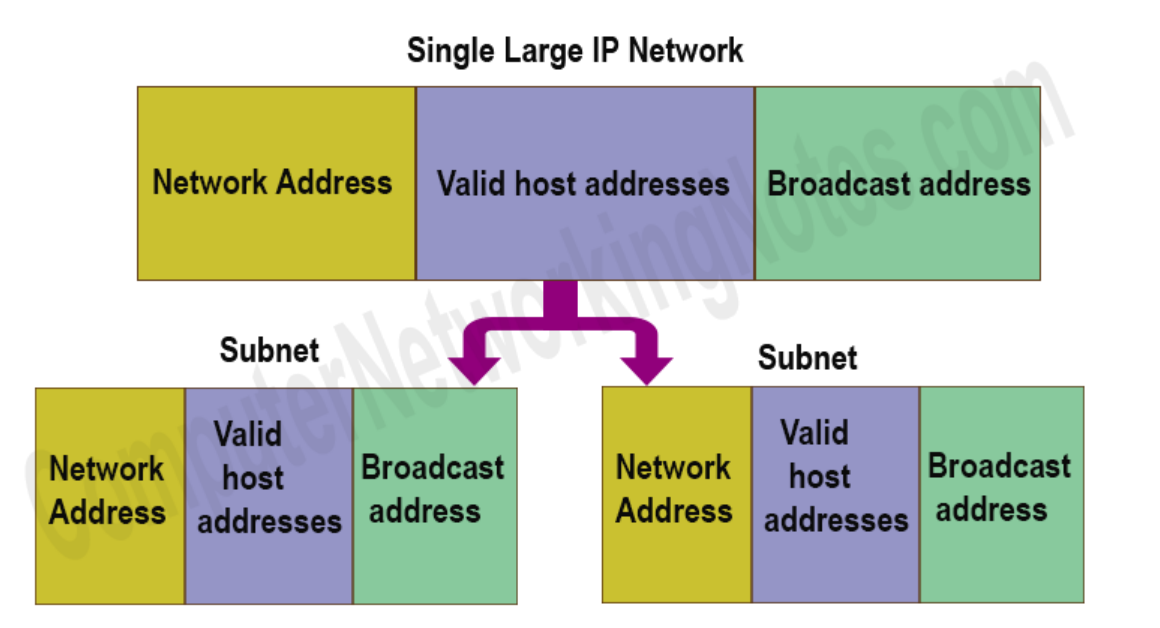 Single Large IP Network
Network Address
Valid host addresses
Broadcast address
Subnet
Network
Address
Valid
host
addresses
Broadcast
address
Subnet
Network
Address
Valid
host
addresses
Broadcast
address
ComputerNetworkingNotes.com